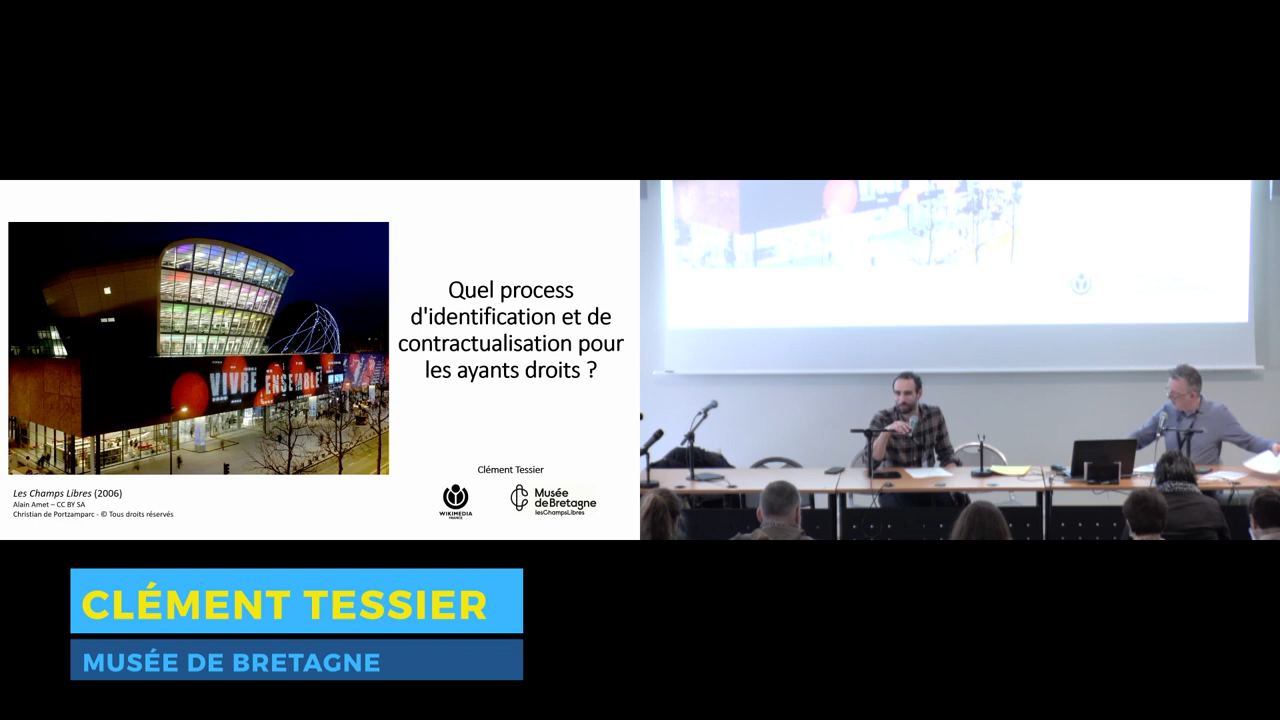 VIVRE ENSEMBLE
Quel process
d'identification et de
contractualisation pour
les ayants droits ?
Clément Tessier
Les Champs Libres (2006)
Alain Amet – CC BY SA
Christian de Portzamparc - © Tous droits réservés
WIKIMEDIA
FRANCE
Musée
deBretagne
lesChampsLibres
CLÉMENT TESSIER
MUSÉE DE BRETAGNE